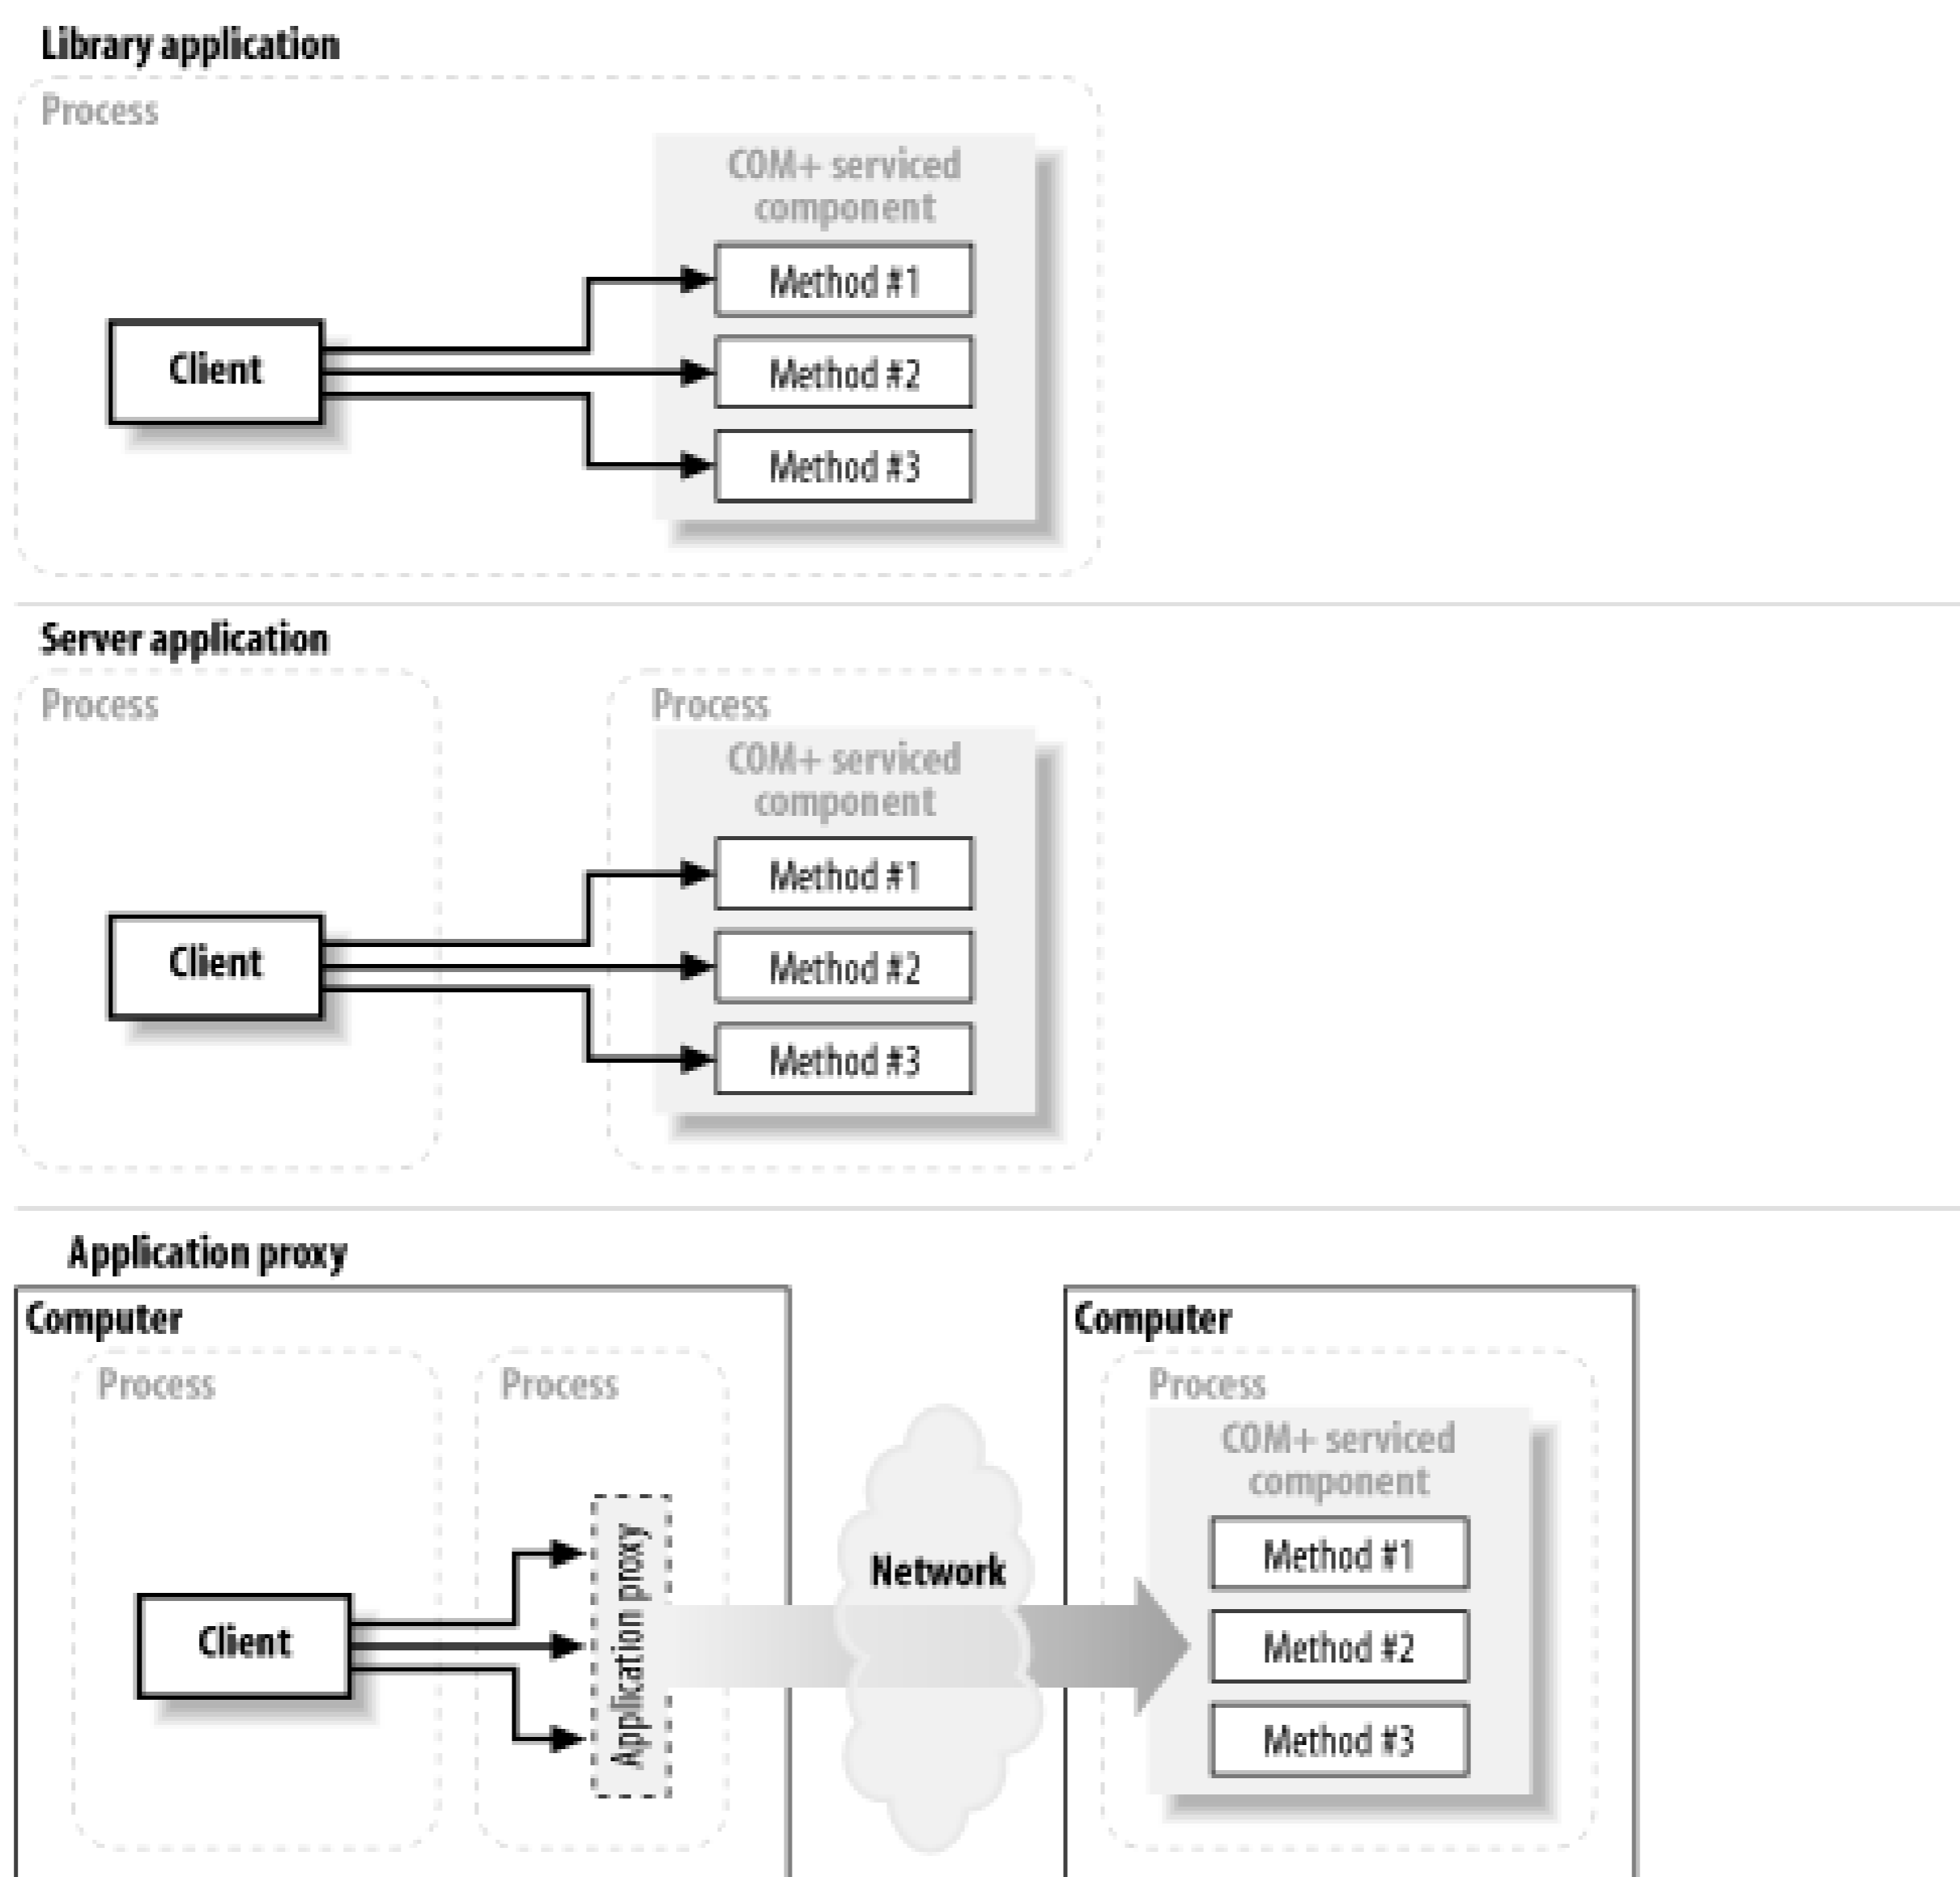 Library application
Process
COM+ serviced
component
Method #1
Client
Method #2
Method #3
Server application
Process
Process
COM+ serviced
component
Method #1
Client
Method #2
Method #3
Application proxy
Computer
Computer
Process
Process
Process
COM+ serviced
component
Application proxy
Network
Method #1
Client
Method #2
Method #3